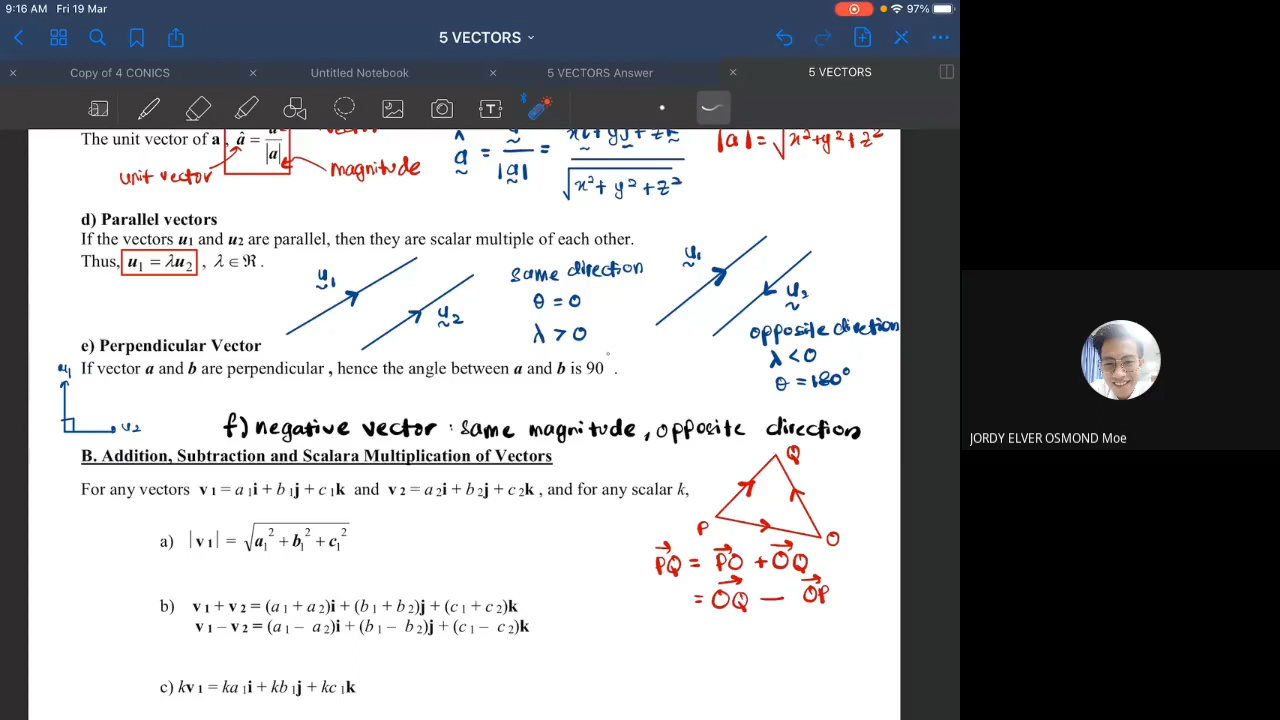 9:16 AM Fri 19 Mar
97%
5 VECTORS
Copy of 4 CONICS
Untitled Notebook
5 VECTORS Answer
5 VECTORS
The unit vector of a, â = a/|a|
unit vector
vector
magnitude
â = a/|a| = xi + yj + zk / √x² + y² + z²
|a| = √x² + y² + z²
d) Parallel vectors
If the vectors u1 and u2 are parallel, then they are scalar multiple of each other.
Thus, u1 = λu2 , λ ∈ ℜ .
u1
u2
same direction
θ = 0
λ > 0
u1
u2
opposite direction
λ < 0
θ = 180°
e) Perpendicular Vector
If vector a and b are perpendicular , hence the angle between a and b is 90° .
u1
u2
f) negative vector : same magnitude, opposite direction
B. Addition, Subtraction and Scalara Multiplication of Vectors
For any vectors v1 = a1i + b1j + c1k and v2 = a2i + b2j + c2k , and for any scalar k,
a) |v1| = √a1² + b1² + c1²
Q
P
O
PQ = PO + OQ
= OQ − OP
b) v1 + v2 = (a1 + a2)i + (b1 + b2)j + (c1 + c2)k
v1 − v2 = (a1 − a2)i + (b1 − b2)j + (c1 − c2)k
c) kv1 = ka1i + kb1j + kc1k
JORDY ELVER OSMOND Moe